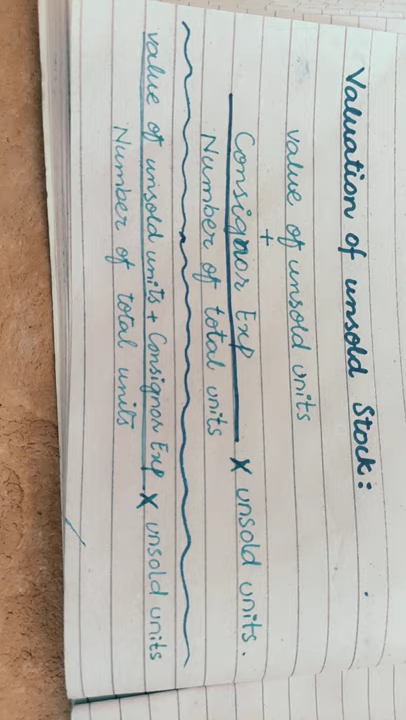 Valuation of unsold Stock:
value of unsold units
+
Consignor Exp X unsold units.
Number of total units
value of unsold units + Consignor Exp X unsold units
Number of total units